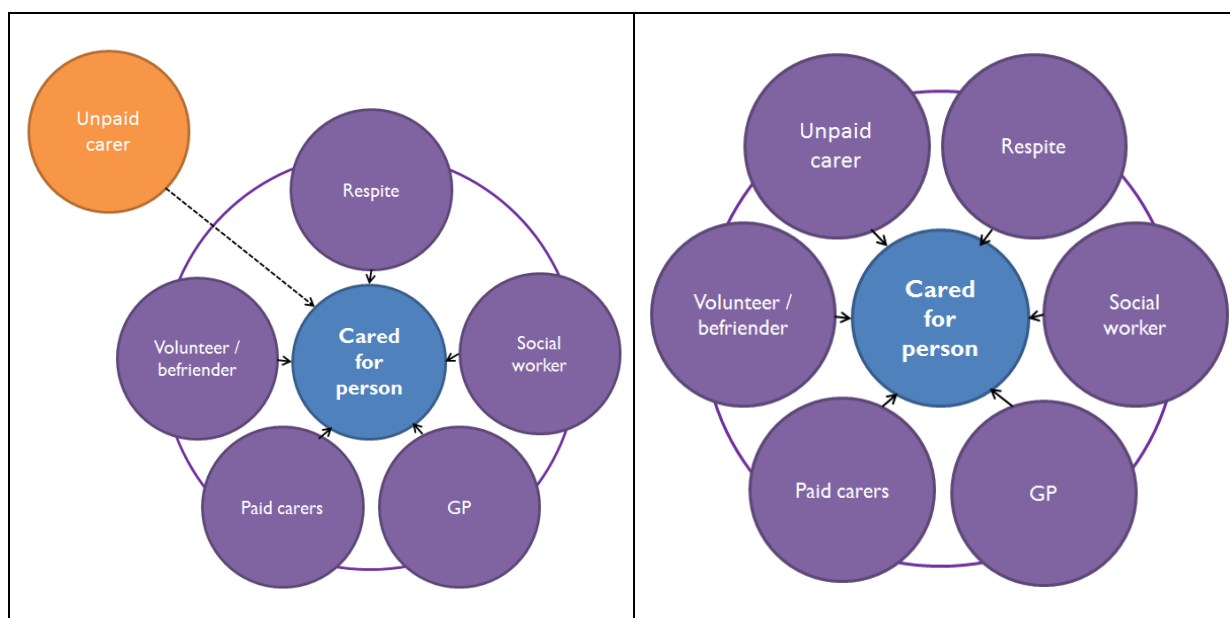 Unpaid
carer
Respite
Volunteer /
befriender
Cared
for
person
Social
worker
Paid carers
GP
Unpaid
carer
Respite
Volunteer /
befriender
Cared
for
person
Social
worker
Paid carers
GP